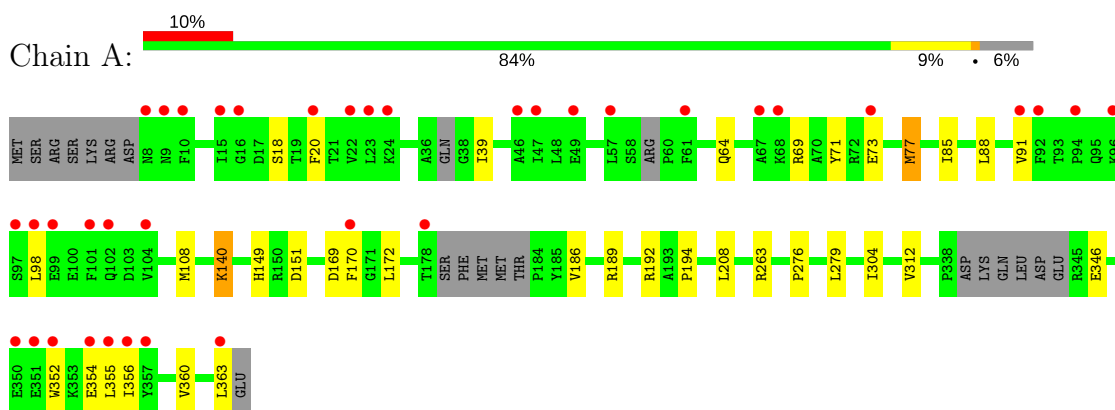 10%
Chain A:
84% 9% • 6%
MET SER ARG SER LYS ARG ASP N8 N9 F10 I15 G16 D17 S18 T19 F20 T21 V22 L23 K24 A36 GLN G38 I39 A46 I47 L48 E49 L57 S58 ARG P60 F61 Q64 A67 K68 R69 A70 Y71 R72 E73 M77 I85 L88 V91 F92 T93 P94 Q95 K96
S97 L98 E99 E100 F101 Q102 D103 V104 M108 K140 H149 R150 D151 D169 F170 G171 L172 T178 SER PHE MET MET THR P184 Y185 V186 R189 R192 A193 P194 L208 R263 P276 L279 I304 V312 P338 ASP LYS GLN LEU ASP GLU R345 E346
E350 E351 W352 K353 E354 L355 I356 Y357 V360 L363 GLU